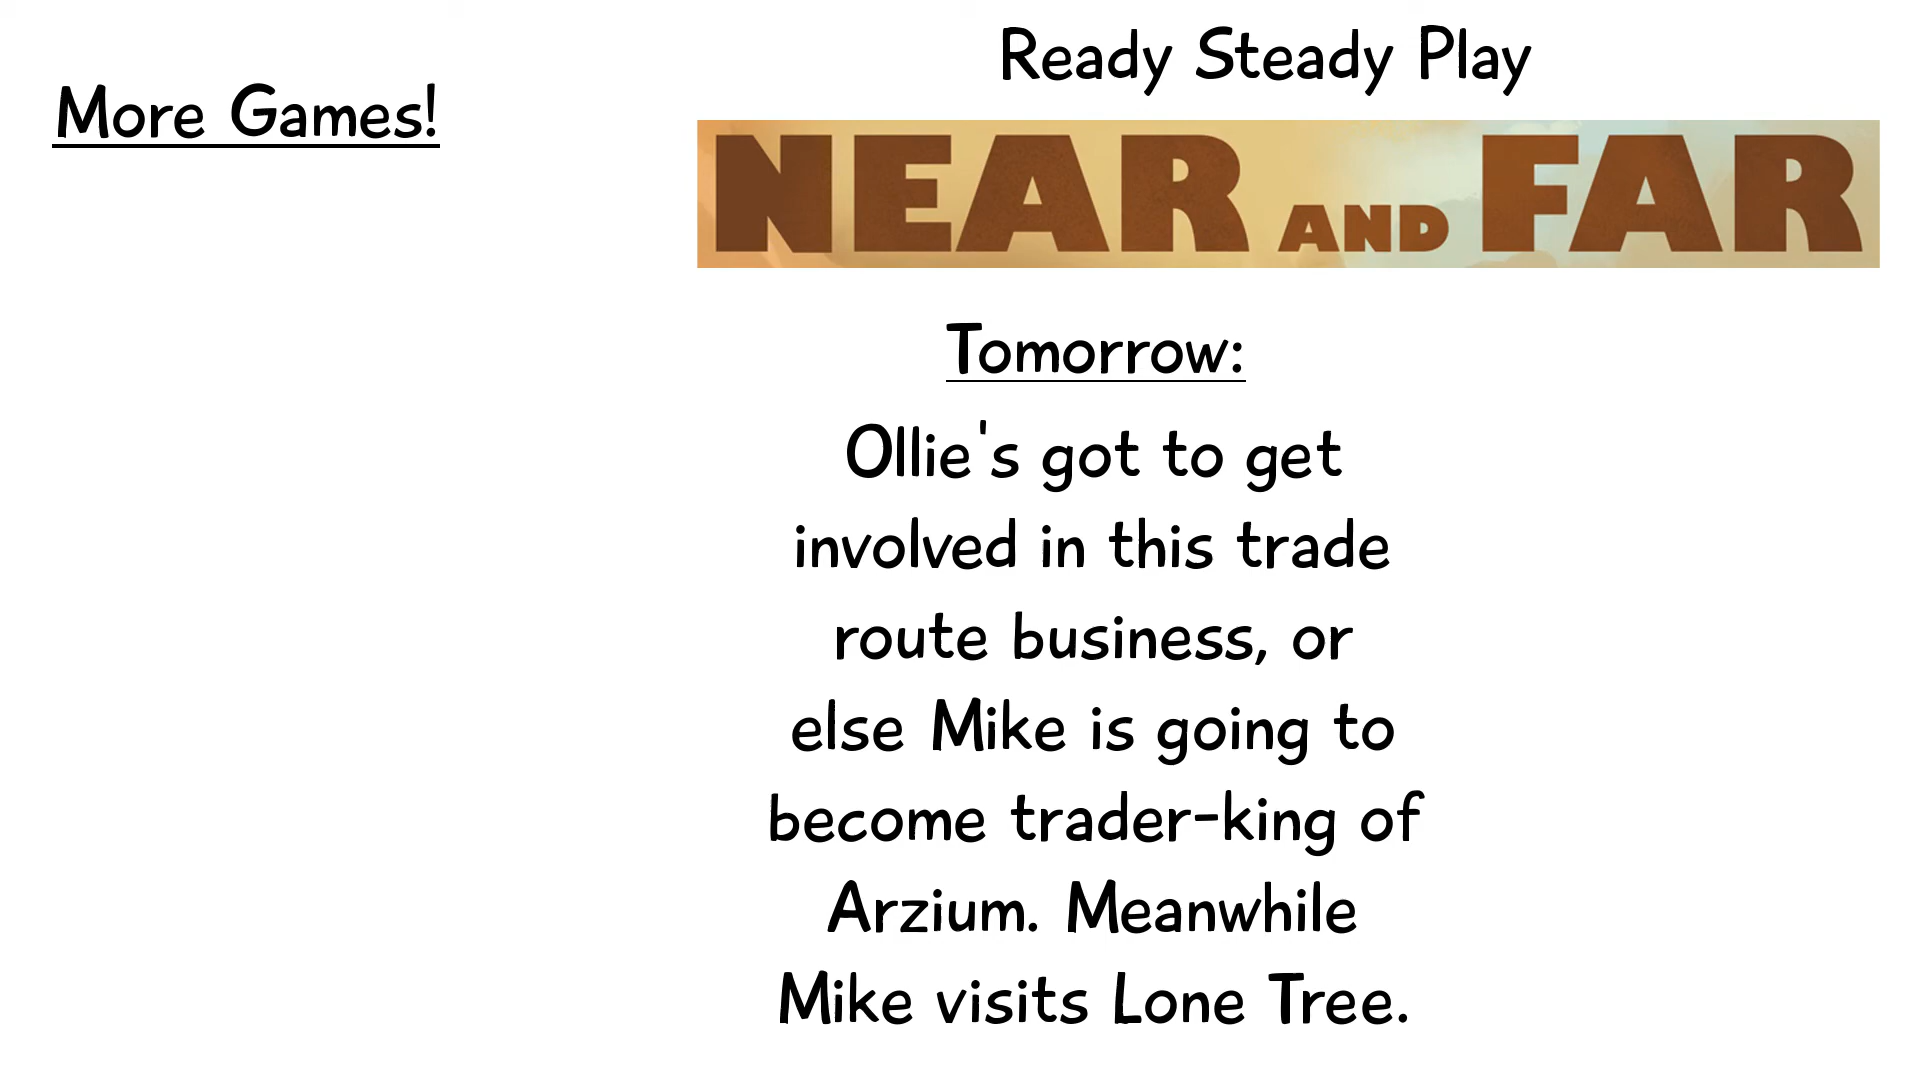 More Games!
Ready Steady Play
NEAR AND FAR
Tomorrow:
Ollie's got to get
involved in this trade
route business, or
else Mike is going to
become trader-king of
Arzium. Meanwhile
Mike visits Lone Tree.